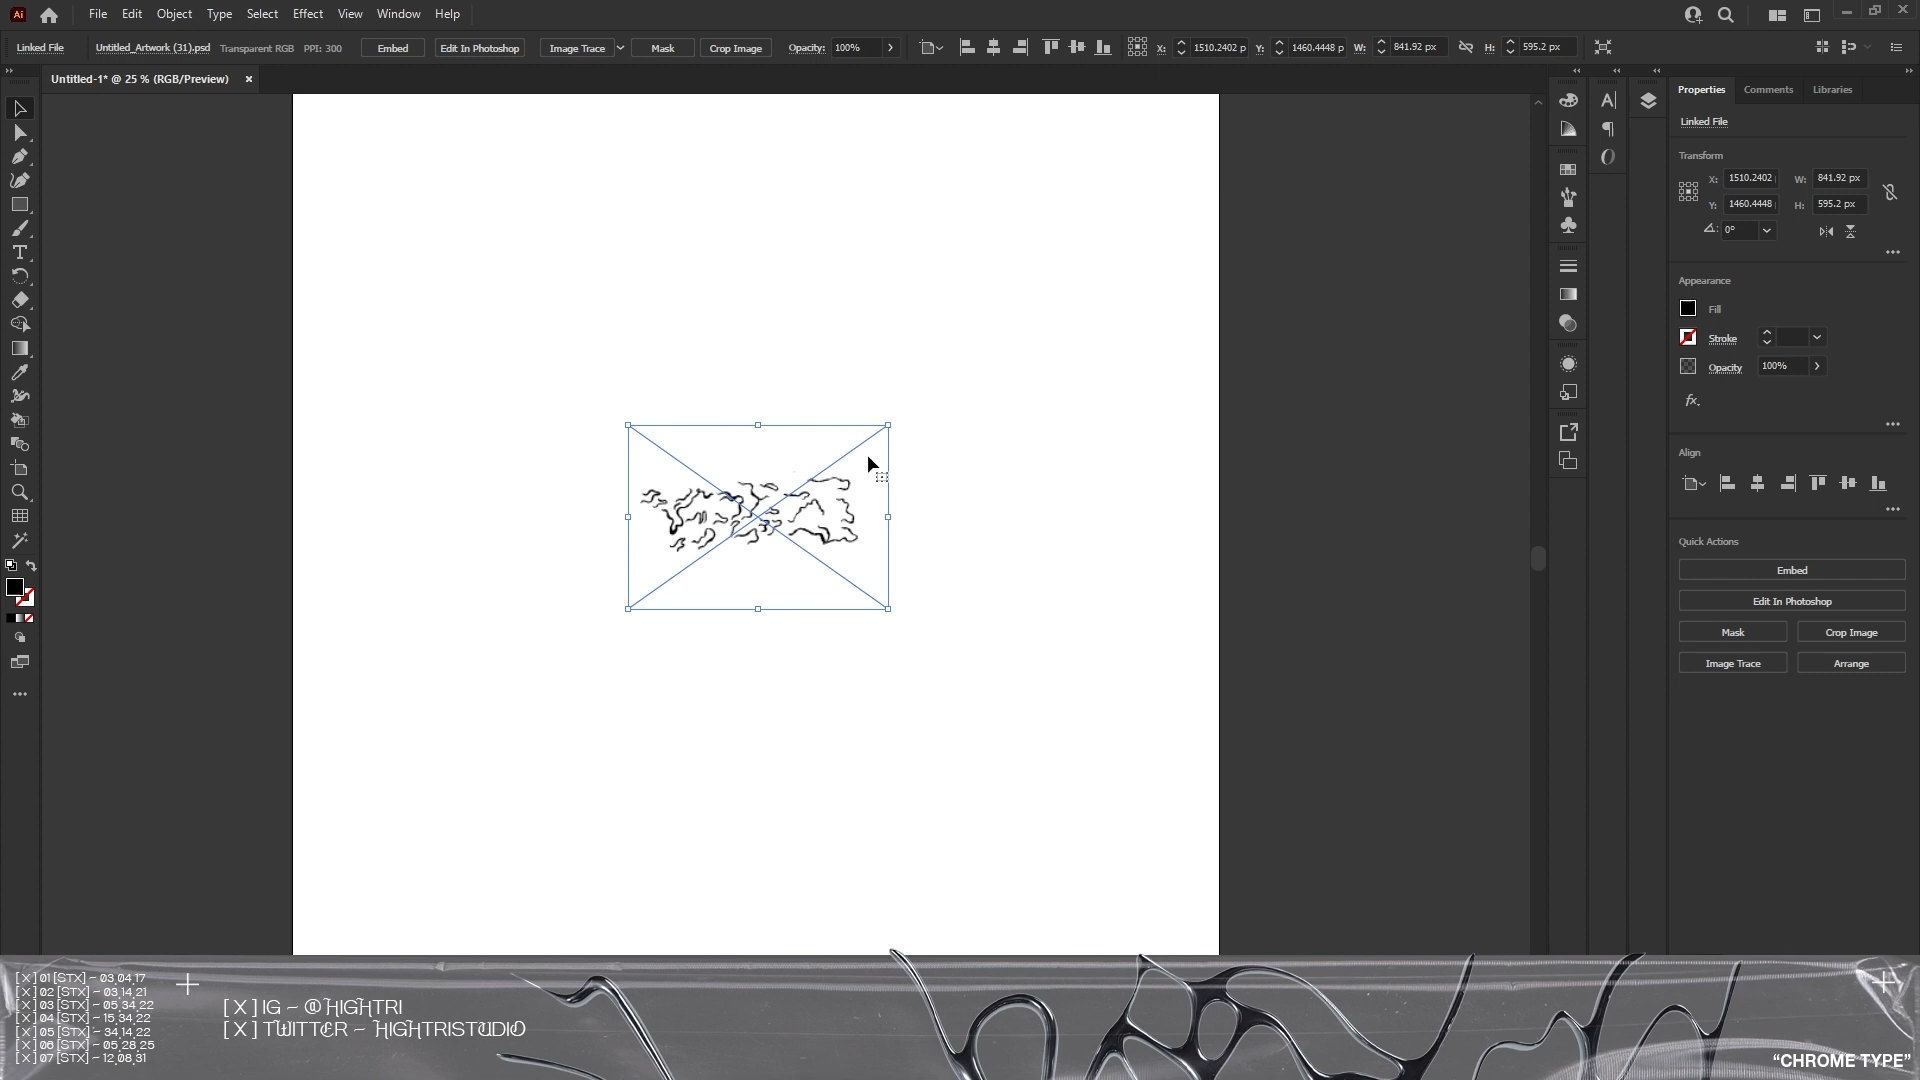 Ai File Edit Object Type Select Effect View Window Help
Linked File Untitled_Artwork (31).psd Transparent RGB PPI: 300 Embed Edit In Photoshop Image Trace Mask Crop Image Opacity: 100% X: 1510.2402 p Y: 1460.4448 p W: 841.92 px H: 595.2 px
Untitled-1* @ 25 % (RGB/Preview)
Properties Comments Libraries
Linked File
Transform
X: 1510.2402 W: 841.92 px
Y: 1460.4448 H: 595.2 px
0°
Appearance
Fill
Stroke
Opacity 100%
fx.
Align
Quick Actions
Embed
Edit In Photoshop
Mask Crop Image
Image Trace Arrange
[ X ] 01 [STX] – 03.04.17
[ X ] 02 [STX] – 03.14.21
[ X ] 03 [STX] – 05.34.22
[ X ] 04 [STX] – 15.34.22
[ X ] 05 [STX] – 34.14.22
[ X ] 06 [STX] – 05.28.25
[ X ] 07 [STX] – 12.08.31
[ X ] IG – @HIGHTRI
[ X ] TWITTER – HIGHTRISTUDIO
“CHROME TYPE”